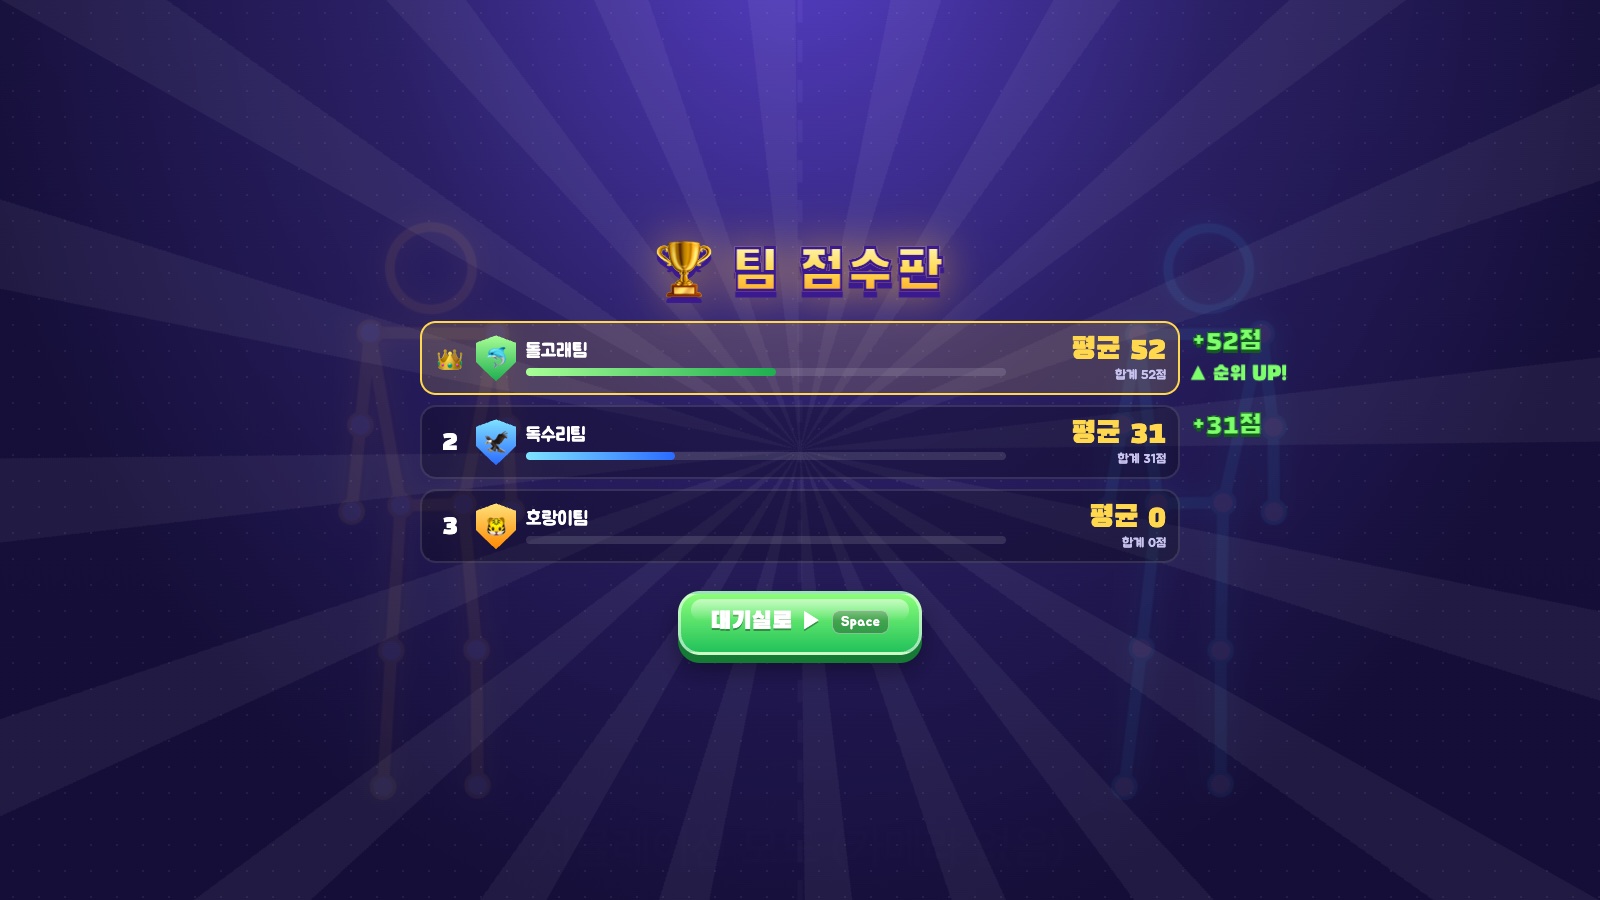 팀 점수판
돌고래팀
평균 52
합계 52점
+52점
▲ 순위 UP!
2
독수리팀
평균 31
합계 31점
+31점
3
호랑이팀
평균 0
합계 0점
대기실로 ▶ Space